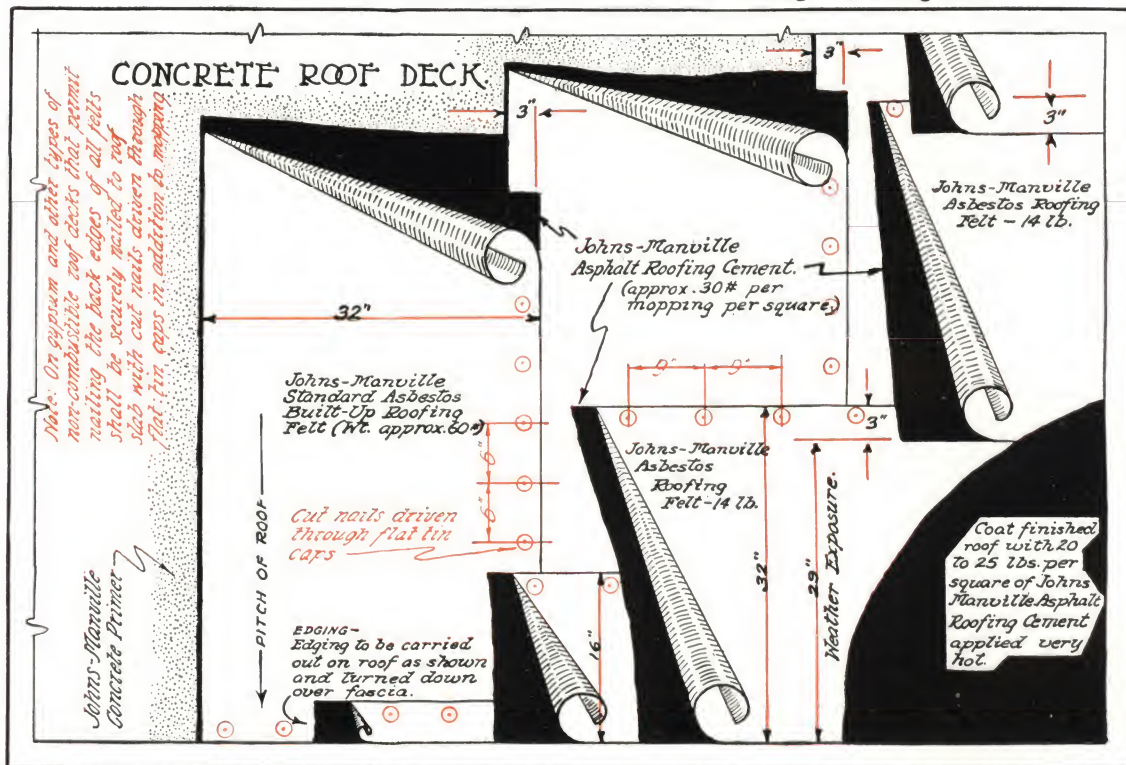 CONCRETE ROOF DECK.
Note: On gypsum and other types of
non-combustible roof decks that permit
nailing the back edges of all felts
shall be securely nailed to roof
slab with cut nails driven through
flat tin caps in addition to mopping
3"
3"
3"
Johns-Manville
Asbestos Roofing
Felt - 14 lb.
Johns-Manville
Asphalt Roofing Cement.
(approx. 30# per
mopping per square)
32"
9"
9"
Johns-Manville
Standard Asbestos
Built-Up Roofing
Felt (Wt. approx. 60#)
3"
Johns-Manville
Asbestos
Roofing
Felt-14 lb.
6"
6"
PITCH OF ROOF
Cut nails driven
through flat tin
caps
32"
29"
Weather Exposure.
Coat finished
roof with 20
to 25 lbs. per
square of Johns
Manville Asphalt
Roofing Cement
applied very
hot.
Johns-Manville
Concrete Primer
EDGING-
Edging to be carried
out on roof as shown
and turned down
over fascia.
16"